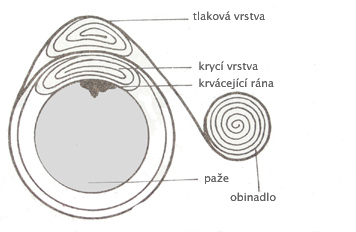 tlaková vrstva
krycí vrstva
krvácející rána
paže
obinadlo